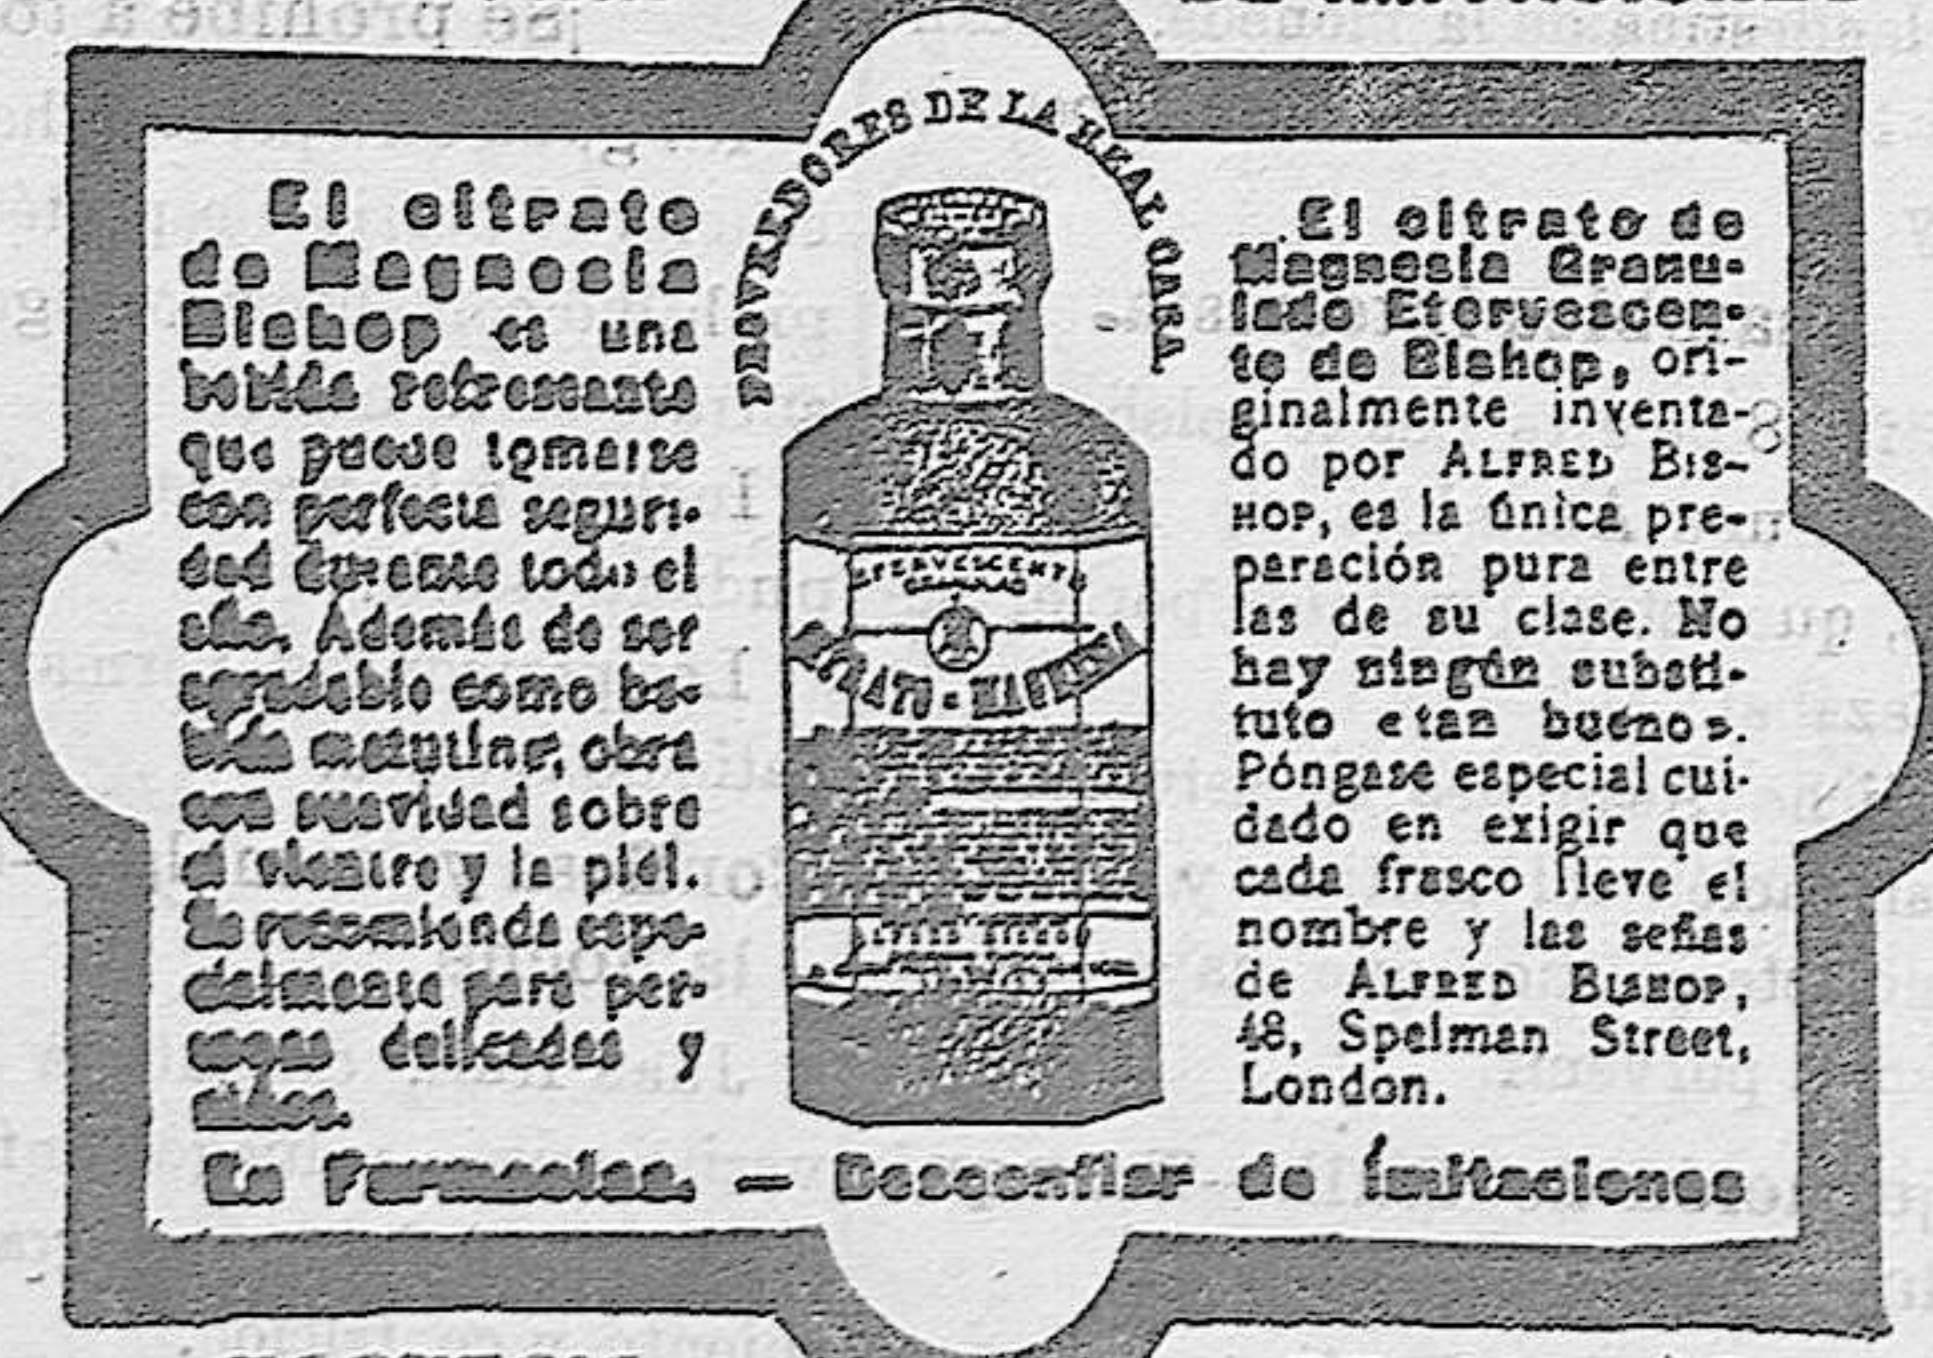 PROVEEDORES DE LA REAL CASA
El citrato
de Magnesia
Bishop es una
bebida refrescante
que puede tomarse
con perfecta seguri-
dad durante todo el
año. Además de ser
agradable como be-
bida matutina, obra
con suavidad sobre
el vientre y la piel.
Se recomienda espe-
cialmente para per-
sonas delicadas y
niños.
EFERVESCENTE
GRANULAR
CITRATO DE MAGNESIA
El citrato de
Magnesia Granu-
lado Efervescen-
te de Bishop, ori-
ginalmente inventa-
do por ALFRED BIS-
HOP, es la única pre-
paración pura entre
las de su clase. No
hay ningún substi-
tuto «tan bueno».
Póngase especial cui-
dado en exigir que
cada frasco lleve el
nombre y las señas
de ALFRED BISHOP,
48, Spelman Street,
London.
En Farmacias. — Desconfiar de imitaciones